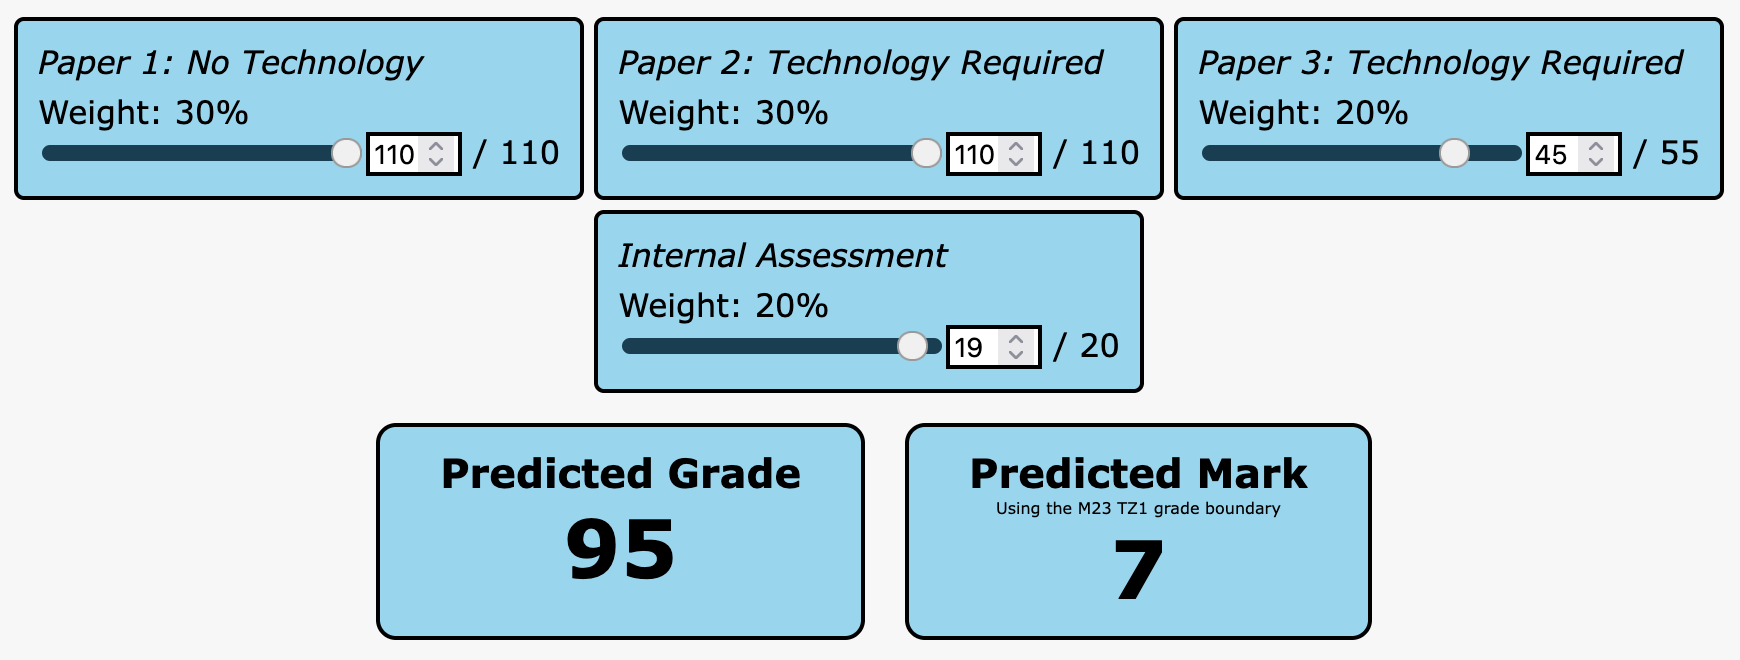 Paper 1: No Technology
Weight: 30%
110 / 110
Paper 2: Technology Required
Weight: 30%
110 / 110
Paper 3: Technology Required
Weight: 20%
45 / 55
Internal Assessment
Weight: 20%
19 / 20
Predicted Grade
95
Predicted Mark
Using the M23 TZ1 grade boundary
7